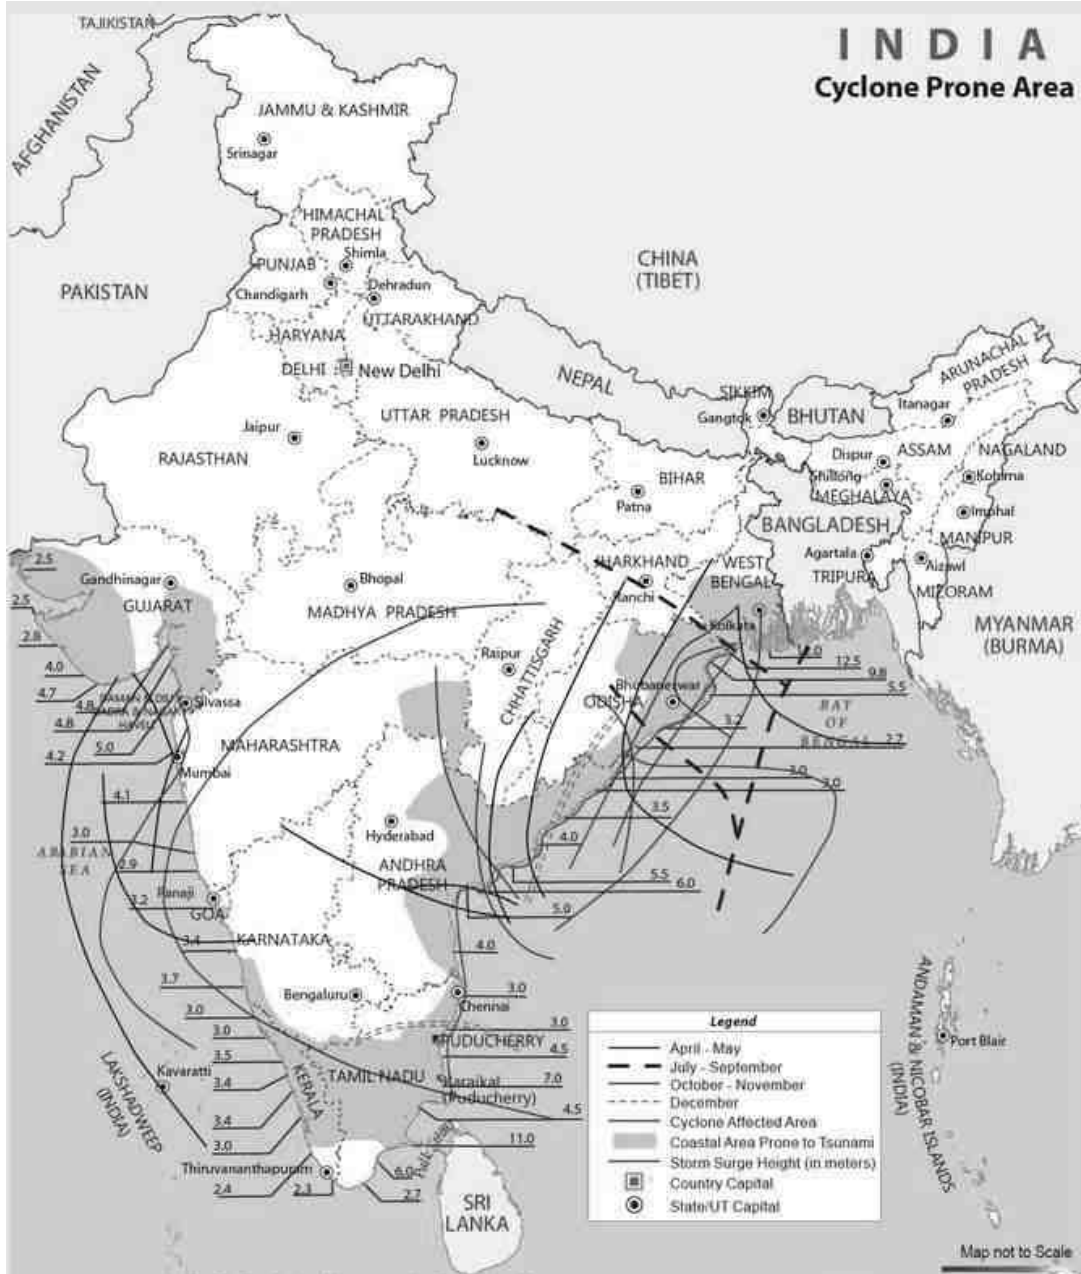 INDIA
Cyclone Prone Area
TAJIKISTAN
AFGHANISTAN
JAMMU & KASHMIR
Srinagar
HIMACHAL
PRADESH
Shimla
PUNJAB
Chandigarh
Dehradun
UTTARAKHAND
CHINA
(TIBET)
PAKISTAN
HARYANA
DELHI
New Delhi
NEPAL
SIKKIM
Gangtok
BHUTAN
ARUNACHAL
PRADESH
Itanagar
UTTAR PRADESH
Jaipur
RAJASTHAN
Lucknow
BIHAR
Patna
Dispur
ASSAM
NAGALAND
Shillong
Kohima
MEGHALAYA
Imphal
MANIPUR
BANGLADESH
Agartala
TRIPURA
Aizawl
MIZORAM
MYANMAR
(BURMA)
JHARKHAND
Ranchi
WEST
BENGAL
Kolkata
2.5
Gandhinagar
GUJARAT
Bhopal
MADHYA PRADESH
2.5
2.8
4.0
4.7
4.8
4.8
5.0
4.2
Silvassa
Raipur
CHHATTISGARH
Bhubaneswar
ODISHA
12.5
9.8
5.5
BAY
OF
BENGAL
3.2
2.7
3.0
3.0
3.5
4.0
5.5
6.0
5.0
4.0
3.0
MAHARASHTRA
Mumbai
4.1
3.0
ARABIAN
SEA
2.9
Panaji
3.2
GOA
Hyderabad
ANDHRA
PRADESH
3.4
KARNATAKA
3.7
Bengaluru
Chennai
3.0
3.0
3.5
3.4
3.4
3.0
2.4
2.3
Kavaratti
LAKSHADWEEP
(INDIA)
KERALA
TAMIL NADU
PUDUCHERRY
Karaikal
(Puducherry)
3.0
4.5
7.0
4.5
11.0
6.0
2.7
Thiruvananthapuram
SRI
LANKA
ANDAMAN & NICOBAR ISLANDS
(INDIA)
Port Blair
Legend
April - May
July - September
October - November
December
Cyclone Affected Area
Coastal Area Prone to Tsunami
Storm Surge Height (in meters)
Country Capital
State/UT Capital
Map not to Scale